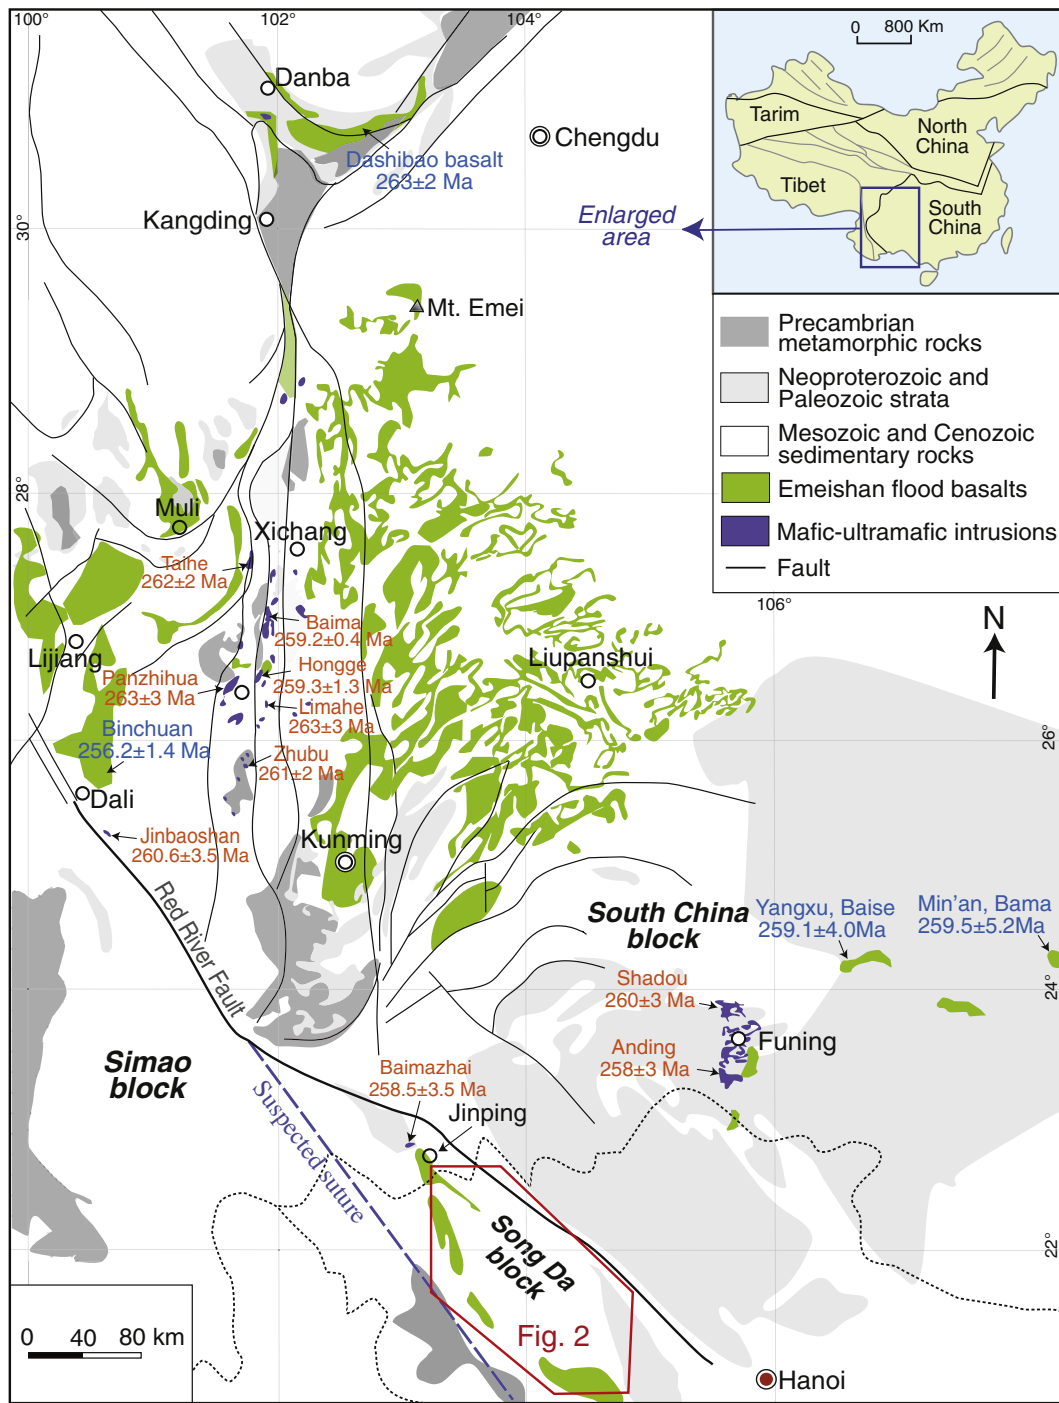 100°
102°
104°
Danba
Chengdu
Dashibao basalt
263±2 Ma
Kangding
30°
Enlarged
area
Mt. Emei
0 800 Km
Tarim
North
China
Tibet
South
China
Precambrian
metamorphic rocks
Neoproterozoic and
Paleozoic strata
Mesozoic and Cenozoic
sedimentary rocks
Emeishan flood basalts
Mafic-ultramafic intrusions
Fault
106°
N
28°
Muli
Xichang
Taihe
262±2 Ma
Baima
259.2±0.4 Ma
Lijiang
Hongge
259.3±1.3 Ma
Panzhihua
263±3 Ma
Limahe
263±3 Ma
Liupanshui
Binchuan
256.2±1.4 Ma
Zhubu
261±2 Ma
26°
Dali
Jinbaoshan
260.6±3.5 Ma
Kunming
Red River Fault
South China
block
Yangxu, Baise
259.1±4.0Ma
Min'an, Bama
259.5±5.2Ma
24°
Shadou
260±3 Ma
Funing
Anding
258±3 Ma
Simao
block
Baimazhai
258.5±3.5 Ma
Jinping
Suspected suture
Song Da
block
22°
Fig. 2
0 40 80 km
Hanoi